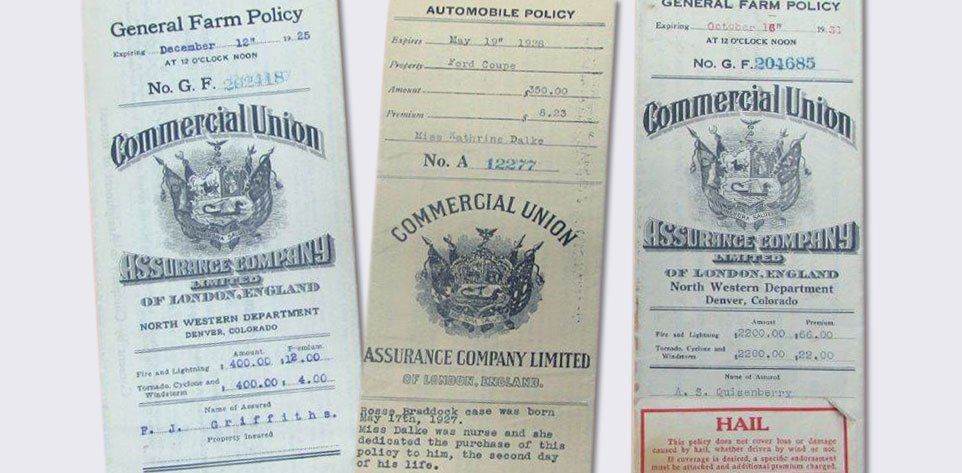 General Farm Policy
Expiring December 12" 1925
AT 12 O'CLOCK NOON
No. G. F. 262418
Commercial Union
ASSURANCE COMPANY
LIMITED
OF LONDON, ENGLAND
NORTH WESTERN DEPARTMENT
DENVER, COLORADO
Amount. Premium.
Fire and Lightning $ 400.00 $ 12.00
Tornado, Cyclone and
Windstorm $ 400.00 $ 4.00
Name of Assured
F. J. Griffiths.
Property Insured
AUTOMOBILE POLICY
Expires May 19" 1928
Property Ford Coupe
Amount $350.00
Premium $ 8.23
Miss Kathrine Dalke
No. A 12277
COMMERCIAL UNION
ASSURANCE COMPANY LIMITED
OF LONDON, ENGLAND.
Rosse Braddock case was born
May 17th, 1927.
Miss Dalke was nurse and she
dedicated the purchase of this
policy to him, the second day
of his life.
GENERAL FARM POLICY
Expiring October 16" 1931
AT 12 O'CLOCK NOON
No. G. F. 204685
Commercial Union
ASSURANCE COMPANY
LIMITED
OF LONDON, ENGLAND
North Western Department
Denver, Colorado
Amount Premium
Fire and Lightning $2200.00 $66.00
Tornado, Cyclone and
Windstorm $2200.00 $22.00
Name of Assured
A. S. Quisenberry
HAIL
This policy does not cover loss or damage
caused by hail, whether driven by wind or not.
If coverage is desired, a specific endorsement
must be attached and additional premium charged.